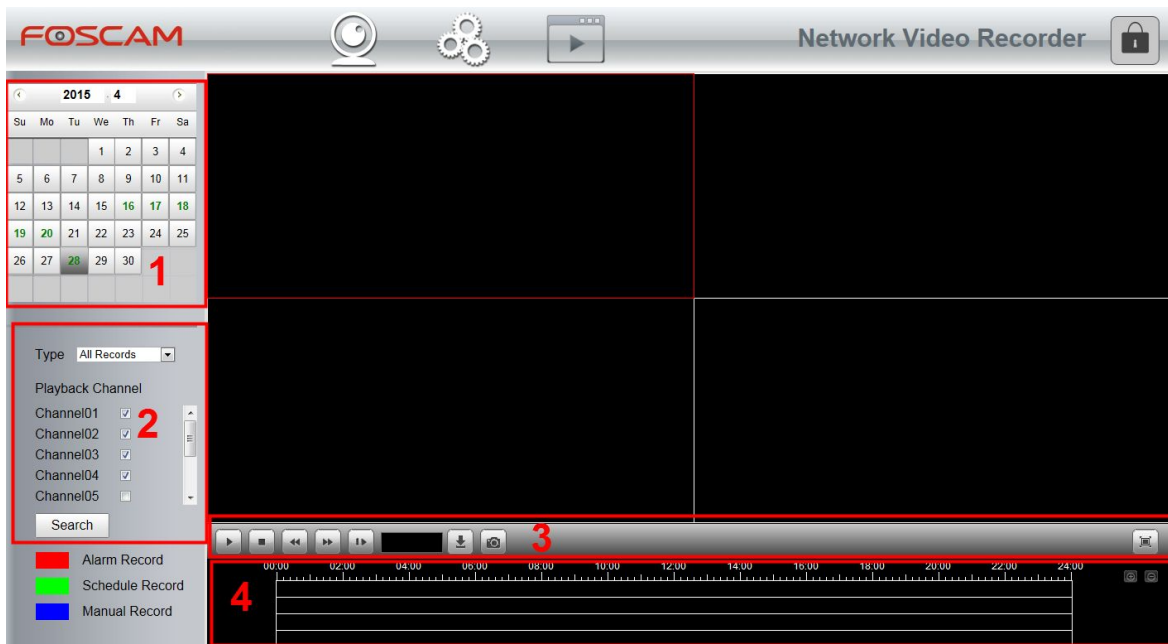 FOSCAM
Network Video Recorder
2015 . 4
Su Mo Tu We Th Fr Sa
1 2 3 4
5 6 7 8 9 10 11
12 13 14 15 16 17 18
19 20 21 22 23 24 25
26 27 28 29 30
1
Type All Records
Playback Channel
Channel01
2
Channel02
Channel03
Channel04
Channel05
Search
3
Alarm Record
Schedule Record
Manual Record
00:00 02:00 04:00 06:00 08:00 10:00 12:00 14:00 16:00 18:00 20:00 22:00 24:00
4